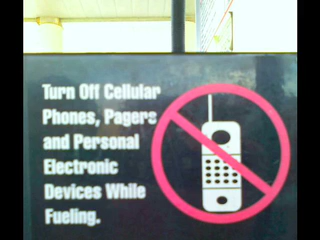 Turn Off Cellular
Phones, Pagers
and Personal
Electronic
Devices While
Fueling.